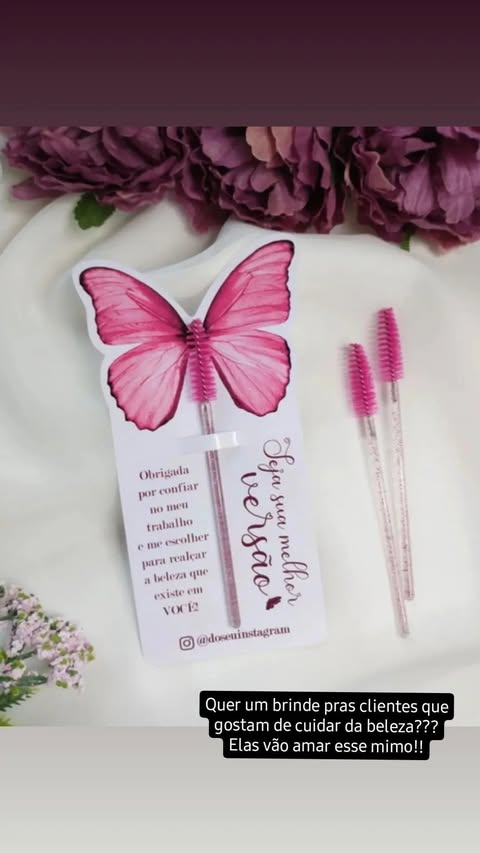 Obrigada
por confiar
no meu
trabalho
e me escolher
para realçar
a beleza que
existe em
VOCÊ!
Seja sua melhor
versão
@doseuinstagram
Quer um brinde pras clientes que
gostam de cuidar da beleza???
Elas vão amar esse mimo!!